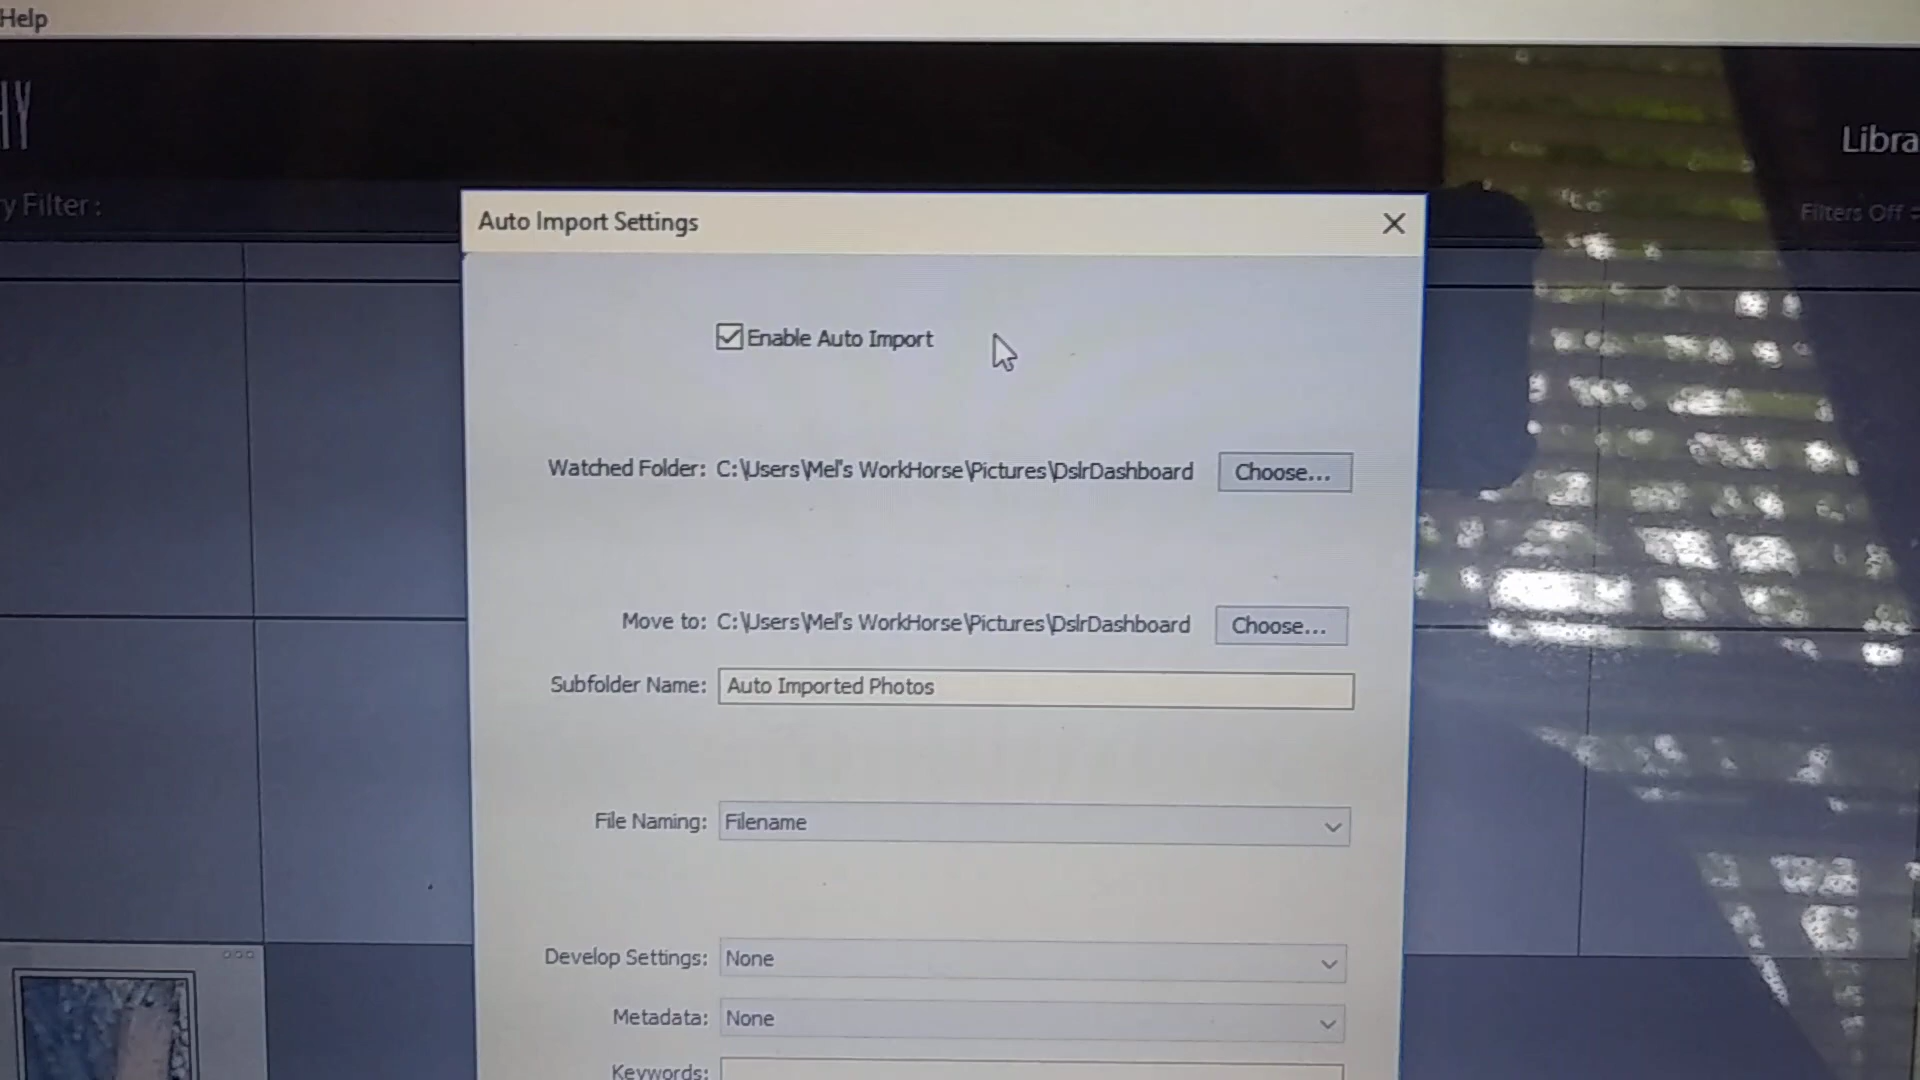 Help
HY
Libra
y Filter :
Filters Off
Auto Import Settings
Enable Auto Import
Watched Folder: C:\Users\Mel's WorkHorse\Pictures\DslrDashboard Choose...
Move to: C:\Users\Mel's WorkHorse\Pictures\DslrDashboard Choose...
Subfolder Name: Auto Imported Photos
File Naming: Filename
Develop Settings: None
Metadata: None
Keywords: